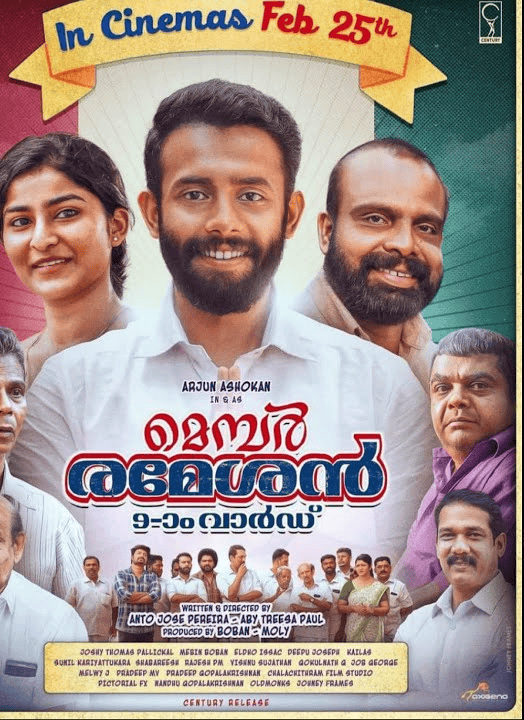 In Cinemas Feb 25th
CENTURY
ARJUN ASHOKAN
IN & AS
മെമ്പർ
രമേശൻ
9-ാം വാർഡ്
WRITTEN & DIRECTED BY
ANTO JOSE PEREIRA - ABY TREESA PAUL
PRODUCED BY BOBAN - MOLY
JOSHY THOMAS PALLICKAL MEBIN BOBAN ELDHO ISSAC DEEPU JOSEPH KAILAS
SUNIL KARIYATTUKARA SHABAREESH RAJESH PM VISHNU SUJATHAN GOKULNATH G JOB GEORGE
MELWY J PRADEEP MV PRADEEP GOPALAKRISHNAN CHALACHITHRAM FILM STUDIO
PICTORIAL FX NANDHU GOPALAKRISHNAN OLDMONKS JOHNEY FRAMES
CENTURY RELEASE
JOHNEY FRAMES